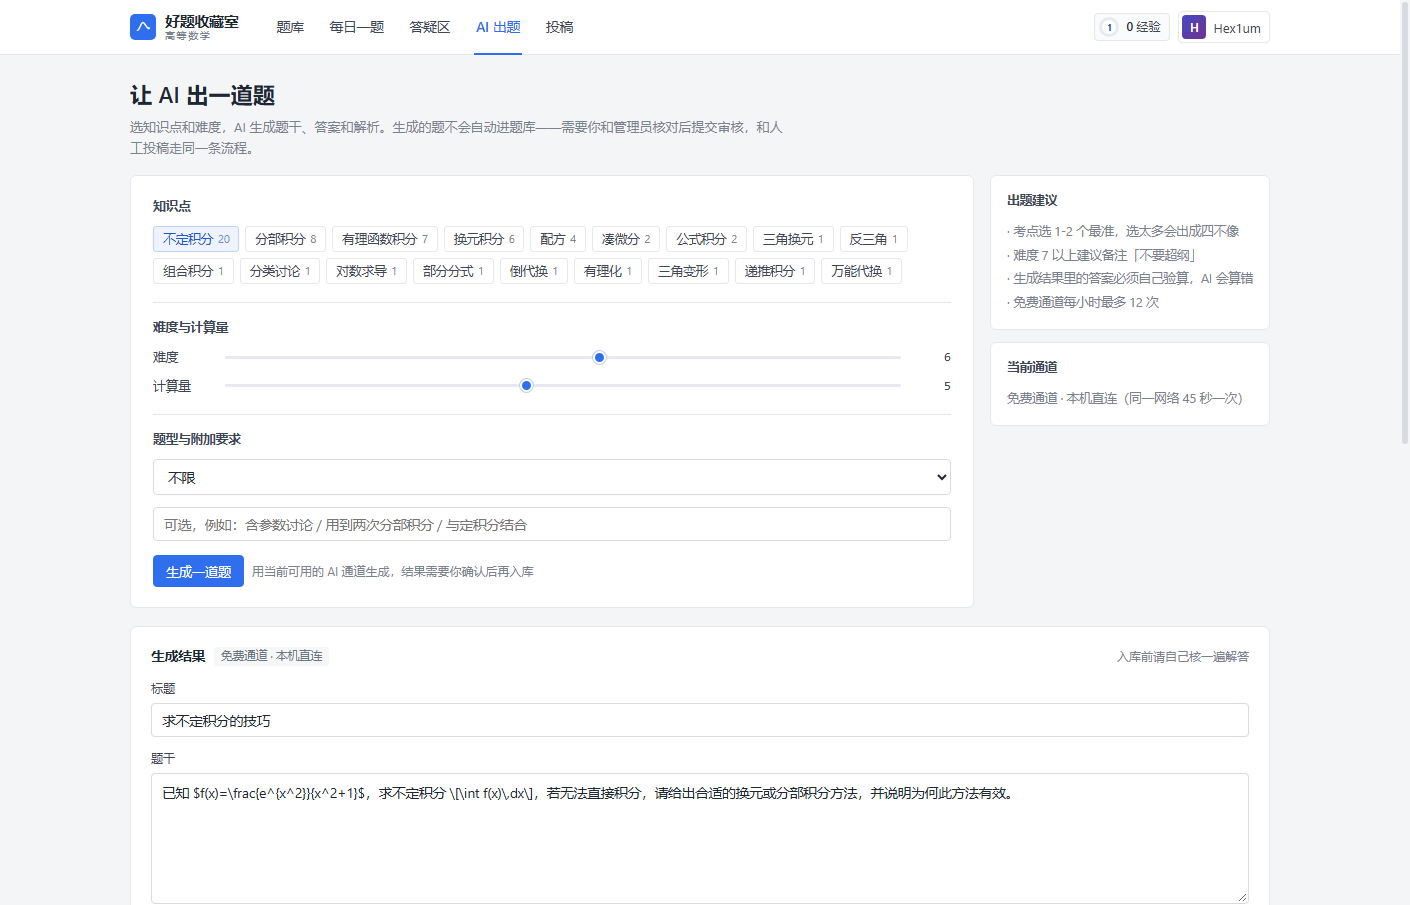 好题收藏室
高等数学
题库
每日一题
答疑区
AI 出题
投稿
1
0 经验
H
Hex1um
让 AI 出一道题
选知识点和难度，AI 生成题干、答案和解析。生成的题不会自动进题库——需要你和管理员核对后提交审核，和人
工投稿走同一条流程。
知识点
不定积分 20
分部积分 8
有理函数积分 7
换元积分 6
配方 4
凑微分 2
公式积分 2
三角换元 1
反三角 1
组合积分 1
分类讨论 1
对数求导 1
部分分式 1
倒代换 1
有理化 1
三角变形 1
递推积分 1
万能代换 1
难度与计算量
难度
6
计算量
5
题型与附加要求
不限
可选，例如：含参数讨论 / 用到两次分部积分 / 与定积分结合
生成一道题
用当前可用的 AI 通道生成，结果需要你确认后再入库
出题建议
· 考点选 1-2 个最准，选太多会出成四不像
· 难度 7 以上建议备注「不要超纲」
· 生成结果里的答案必须自己验算，AI 会算错
· 免费通道每小时最多 12 次
当前通道
免费通道 · 本机直连（同一网络 45 秒一次）
生成结果
免费通道 · 本机直连
入库前请自己核一遍解答
标题
求不定积分的技巧
题干
已知 $f(x)=\frac{e^{x^2}}{x^2+1}$，求不定积分 \[\int f(x)\,dx\]，若无法直接积分，请给出合适的换元或分部积分方法，并说明为何此方法有效。